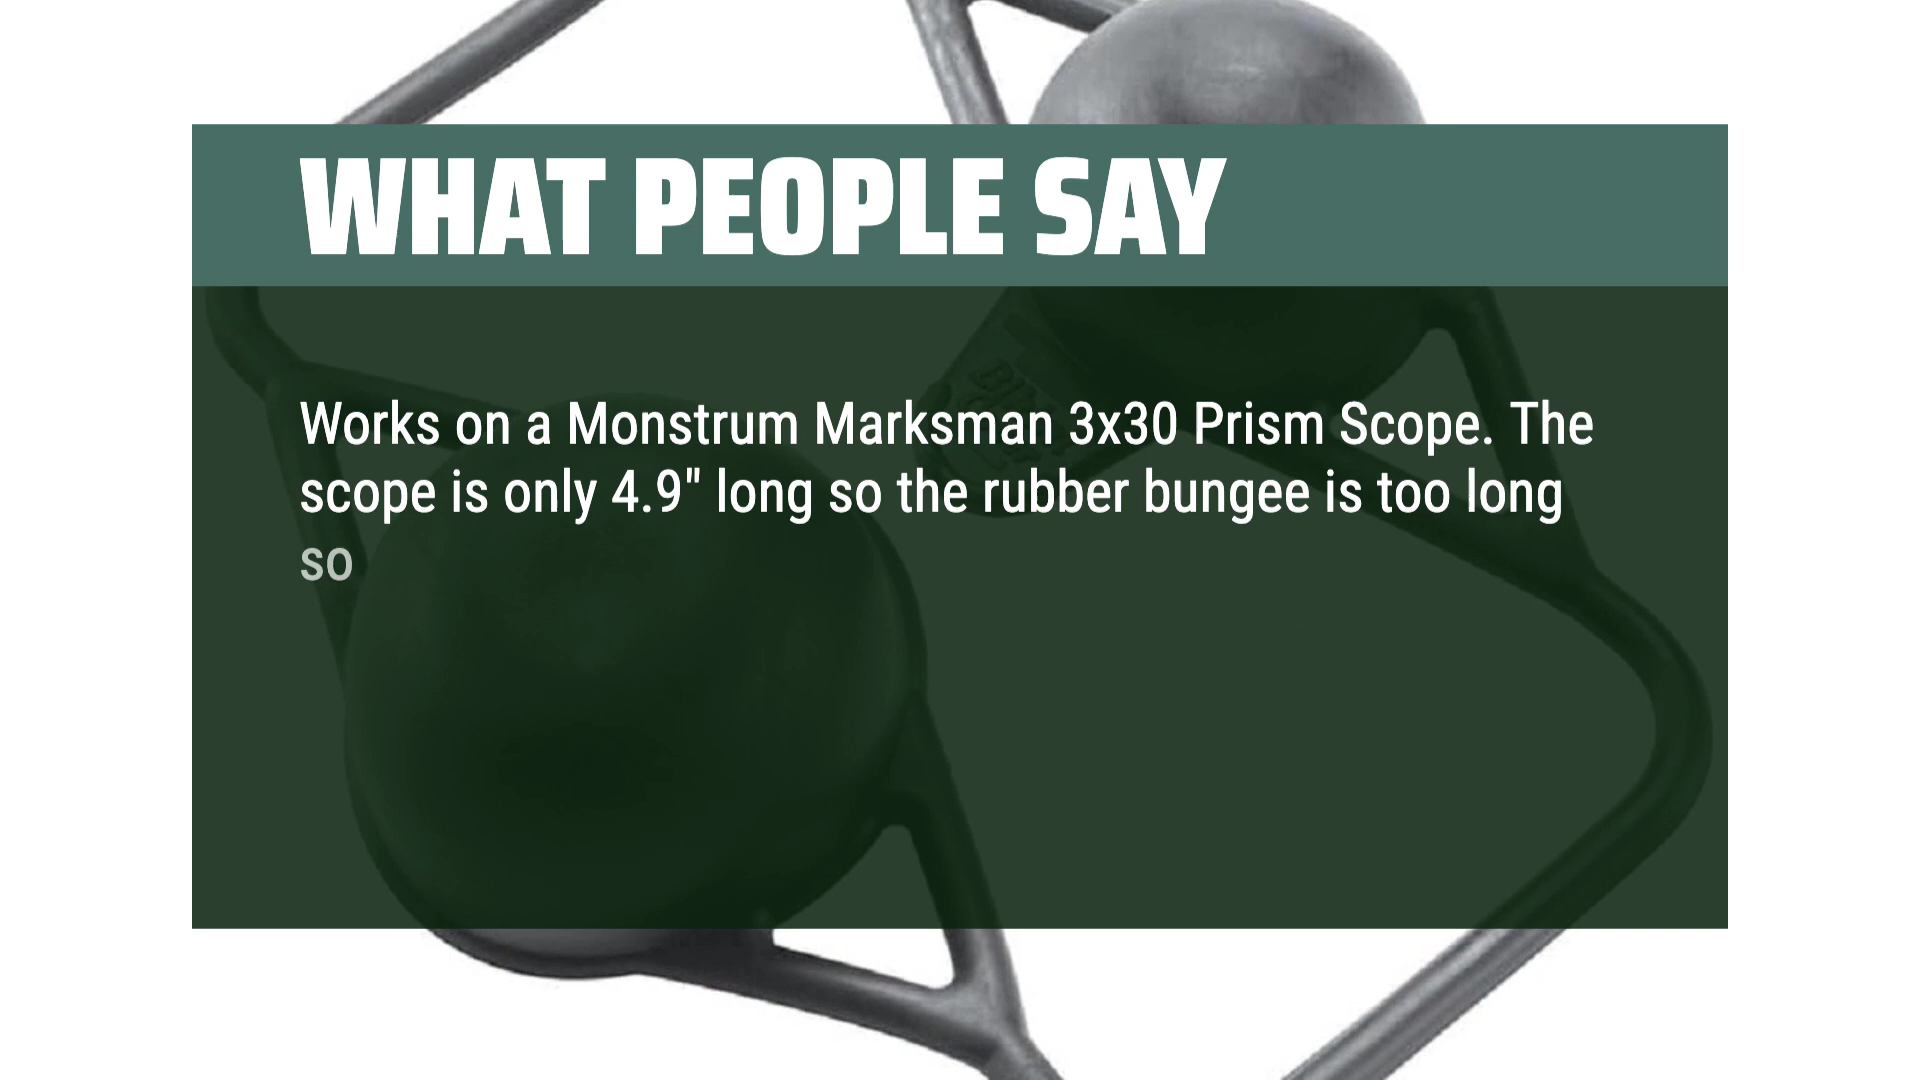 WHAT PEOPLE SAY
Works on a Monstrum Marksman 3x30 Prism Scope. The
scope is only 4.9" long so the rubber bungee is too long
so